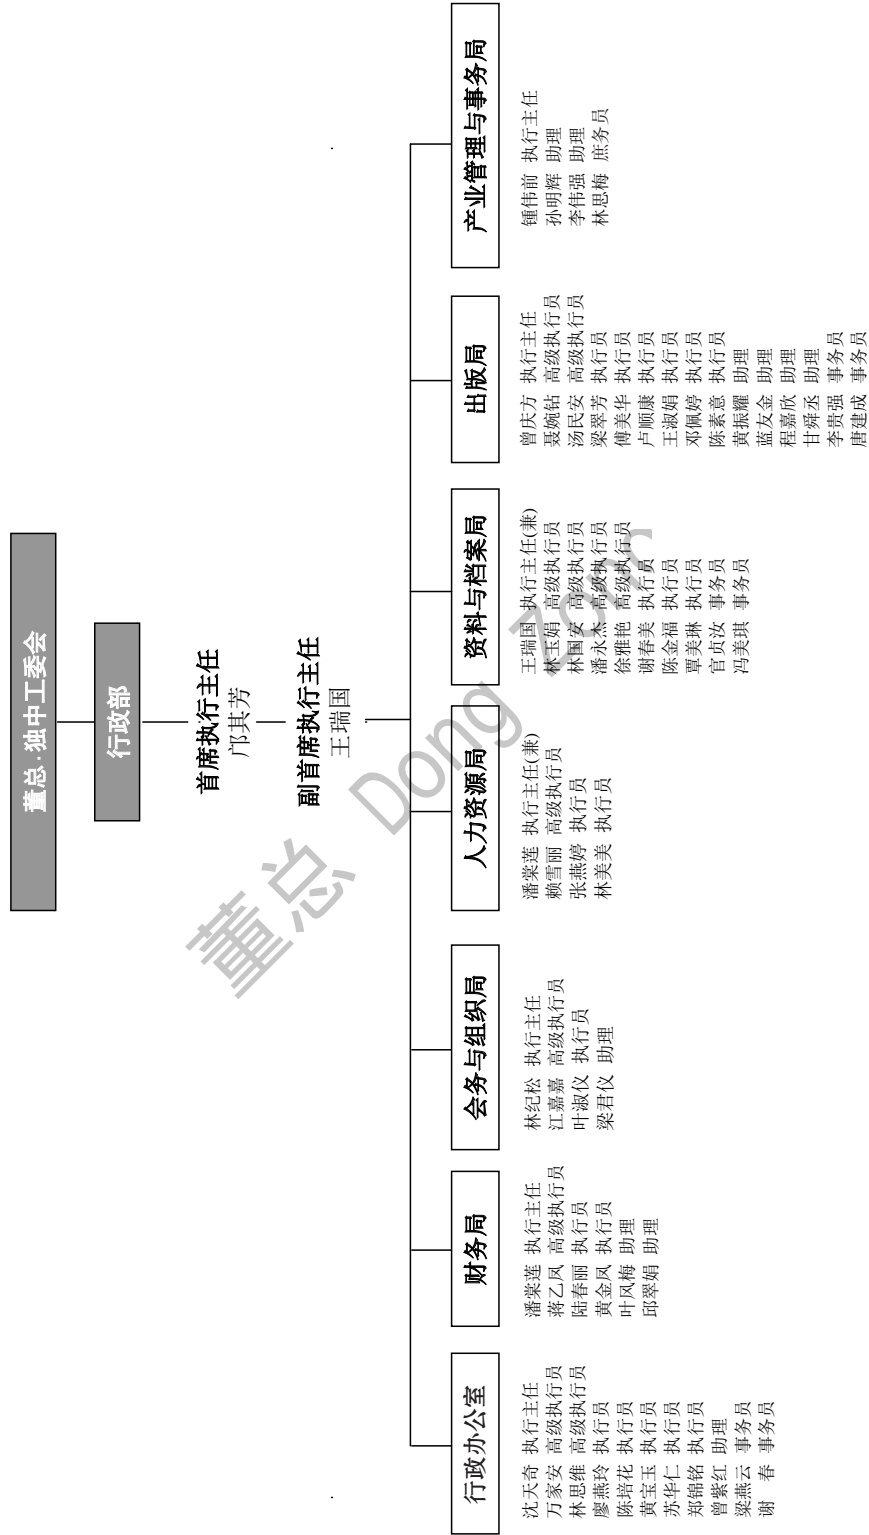 董总·独中工委会
行政部
首席执行主任
邝其芳
副首席执行主任
王瑞国
行政办公室
沈天奇 执行主任
万家安 高级执行员
林思维 高级执行员
廖燕玲 执行员
陈培花 执行员
黄宝玉 执行员
苏华仁 执行员
郑锦铭 执行员
曾紫红 助理
梁燕云 事务员
谢 春 事务员
财务局
潘棠莲 执行主任
蒋乙凤 高级执行员
陆春丽 执行员
黄金凤 执行员
叶风梅 助理
邱翠娟 助理
会务与组织局
林纪松 执行主任
江嘉嘉 高级执行员
叶淑仪 执行员
梁君仪 助理
人力资源局
潘棠莲 执行主任(兼)
赖雪丽 高级执行员
张燕婷 执行员
林美美 执行员
资料与档案局
王瑞国 执行主任(兼)
林玉娟 高级执行员
林国安 高级执行员
潘永杰 高级执行员
徐雅艳 高级执行员
谢春美 执行员
陈金福 执行员
覃美琳 执行员
官贞汝 事务员
冯美琪 事务员
出版局
曾庆方 执行主任
聂婉钻 高级执行员
汤民安 高级执行员
梁翠芳 执行员
傅美华 执行员
卢顺康 执行员
王淑娟 执行员
邓佩婷 执行员
陈素意 执行员
黄振耀 助理
蓝友金 助理
程嘉欣 助理
甘舜丞 助理
李贵强 事务员
唐建成 事务员
产业管理与事务局
锺伟前 执行主任
孙明辉 助理
李伟强 助理
林思梅 庶务员
董总 Dong Zong